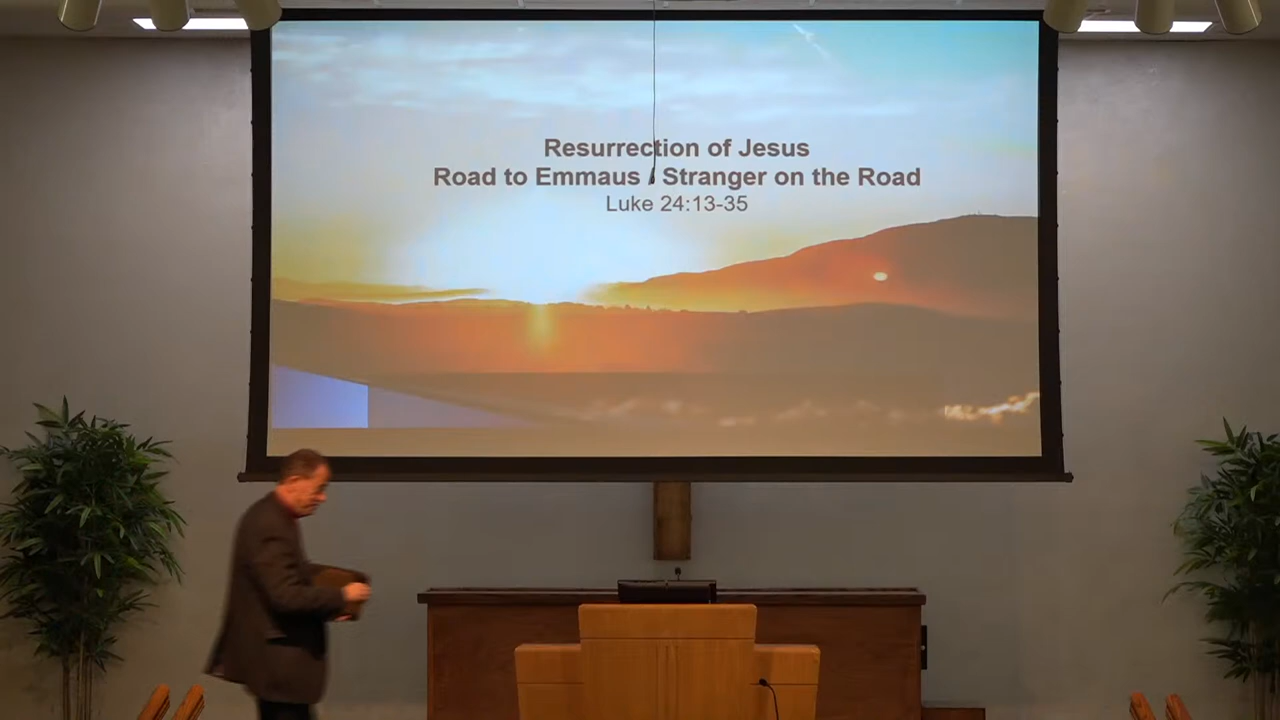 Resurrection of Jesus
Road to Emmaus / Stranger on the Road
Luke 24:13-35